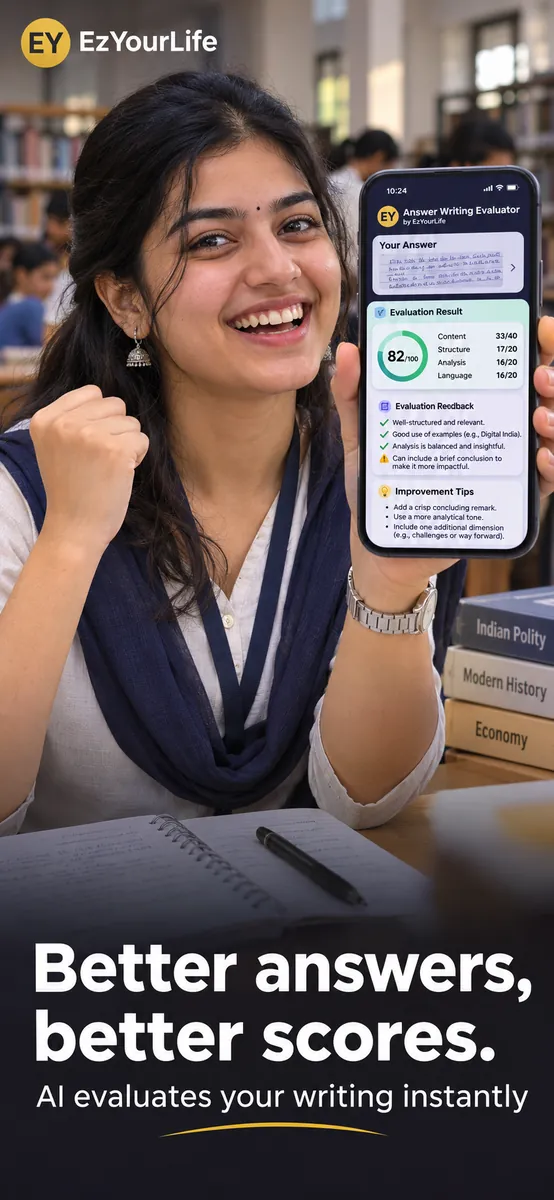 EY EzYourLife
10:24
EY Answer Writing Evaluator
by EzYourLife
Your Answer
Evaluation Result
82/100
Content 33/40
Structure 17/20
Analysis 16/20
Language 16/20
Evaluation Reodback
Well-structured and relevant.
Good use of examples (e.g., Digital India).
Analysis is balanced and insightful.
Can include a brief conclusion to
make it more impactful.
Improvement Tips
Add a crisp concluding remark.
Use a more analytical tone.
Include one additional dimension
(e.g., challenges or way forward).
Indian Polity
Modern History
Economy
Better answers,
better scores.
AI evaluates your writing instantly